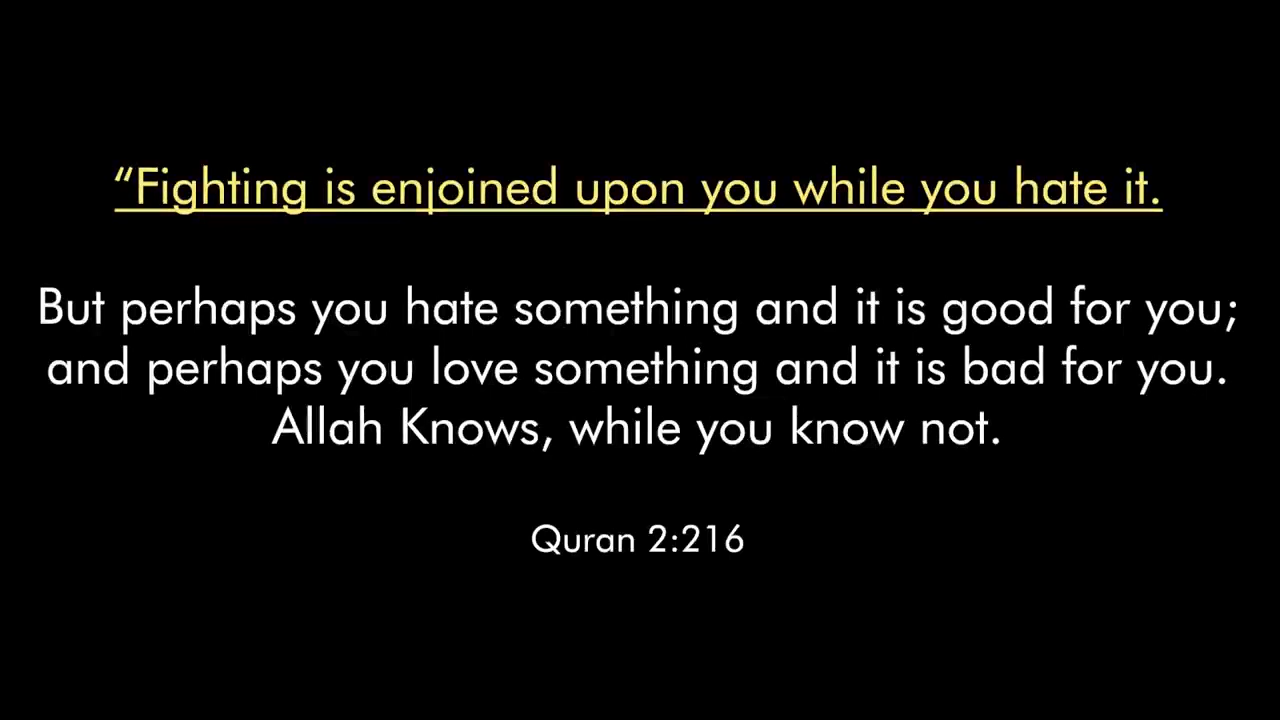 “Fighting is enjoined upon you while you hate it.
But perhaps you hate something and it is good for you;
and perhaps you love something and it is bad for you.
Allah Knows, while you know not.
Quran 2:216